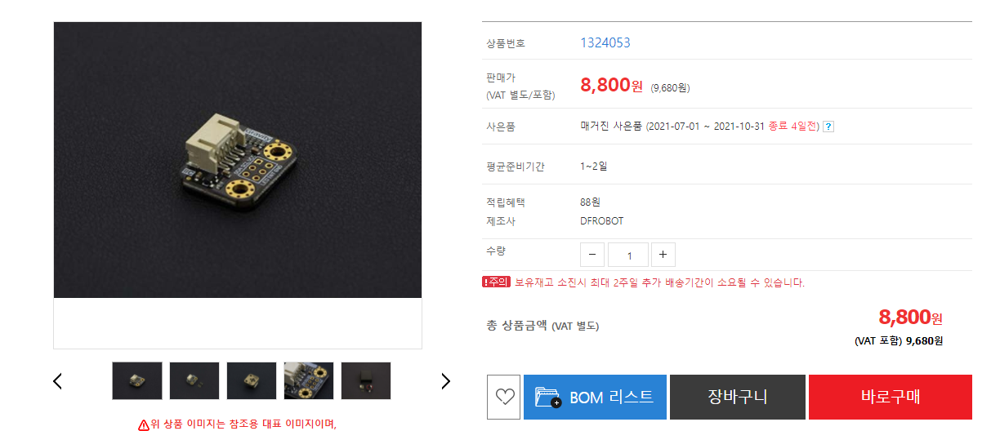 상품번호 1324053
판매가
(VAT 별도/포함) 8,800원 (9,680원)
사은품 매거진 사은품 (2021-07-01 ~ 2021-10-31 종료 4일전) ?
평균준비기간 1~2일
적립혜택 88원
제조사 DFROBOT
수량 - 1 +
!주의 보유재고 소진시 최대 2주일 추가 배송기간이 소요될 수 있습니다.
총 상품금액 (VAT 별도) 8,800원
(VAT 포함) 9,680원
BOM 리스트 장바구니 바로구매
위 상품 이미지는 참조용 대표 이미지이며,